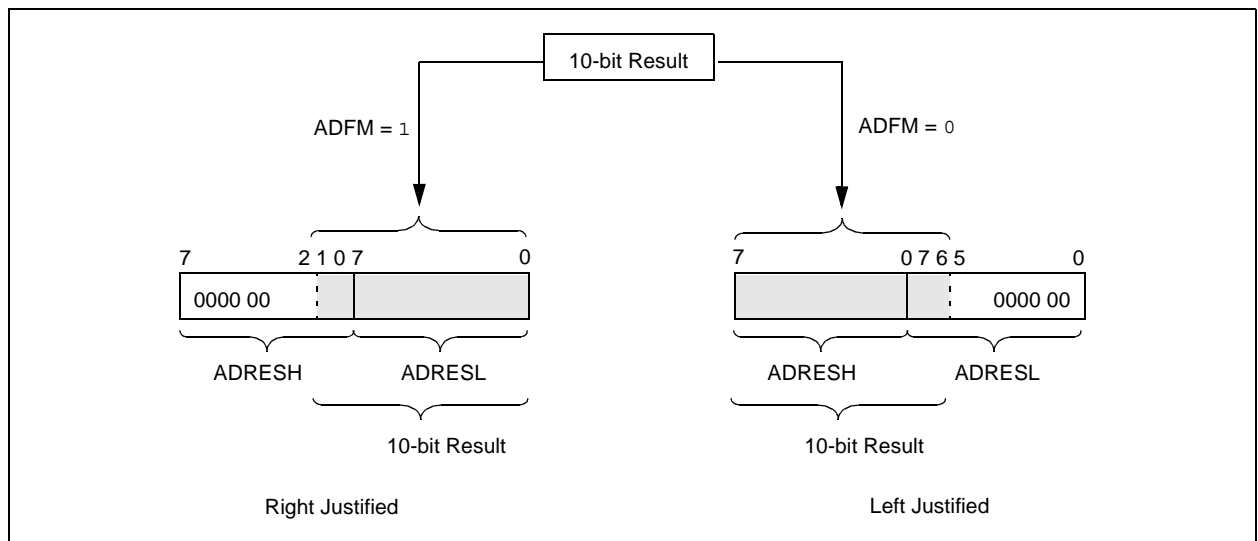 10-bit Result
ADFM = 1
ADFM = 0
7 2 1 0 7 0
7 0 7 6 5 0
0000 00
0000 00
ADRESH ADRESL
ADRESH ADRESL
10-bit Result
10-bit Result
Right Justified
Left Justified